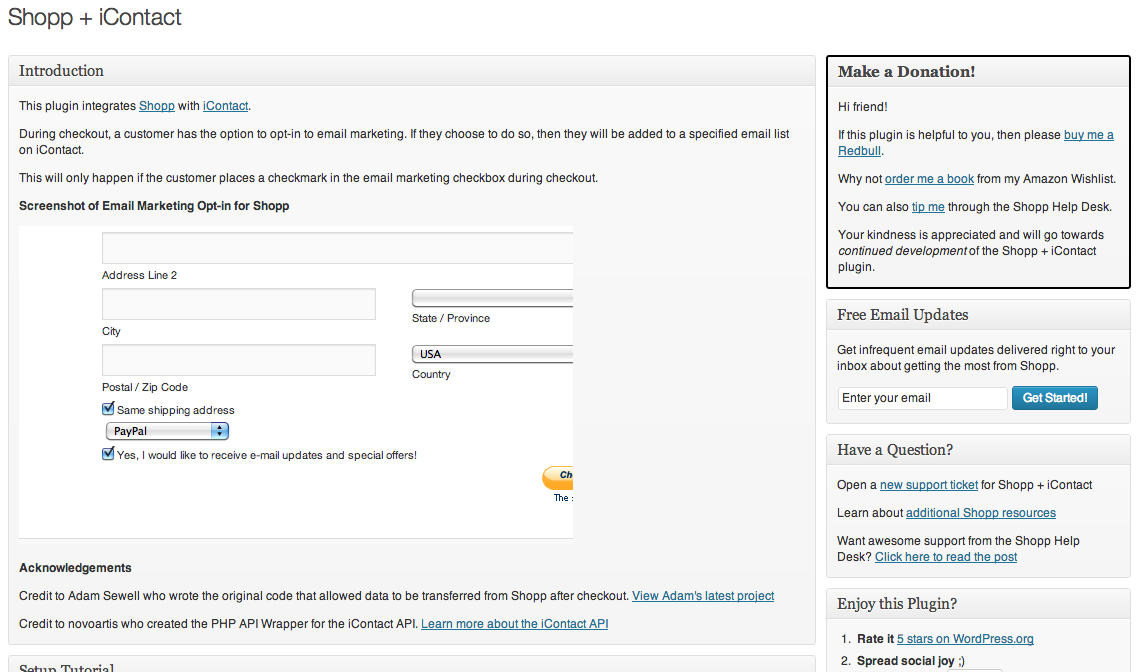 Shopp + iContact
Introduction
This plugin integrates Shopp with iContact.
During checkout, a customer has the option to opt-in to email marketing. If they choose to do so, then they will be added to a specified email list
on iContact.
This will only happen if the customer places a checkmark in the email marketing checkbox during checkout.
Screenshot of Email Marketing Opt-in for Shopp
Address Line 2
City
State / Province
USA
Postal / Zip Code
Country
Same shipping address
PayPal
Yes, I would like to receive e-mail updates and special offers!
The
Acknowledgements
Credit to Adam Sewell who wrote the original code that allowed data to be transferred from Shopp after checkout. View Adam's latest project
Credit to novoartis who created the PHP API Wrapper for the iContact API. Learn more about the iContact API
Setup Tutorial
Make a Donation!
Hi friend!
If this plugin is helpful to you, then please buy me a
Redbull.
Why not order me a book from my Amazon Wishlist.
You can also tip me through the Shopp Help Desk.
Your kindness is appreciated and will go towards
continued development of the Shopp + iContact
plugin.
Free Email Updates
Get infrequent email updates delivered right to your
inbox about getting the most from Shopp.
Enter your email
Get Started!
Have a Question?
Open a new support ticket for Shopp + iContact
Learn about additional Shopp resources
Want awesome support from the Shopp Help
Desk? Click here to read the post
Enjoy this Plugin?
1. Rate it 5 stars on WordPress.org
2. Spread social joy ;)